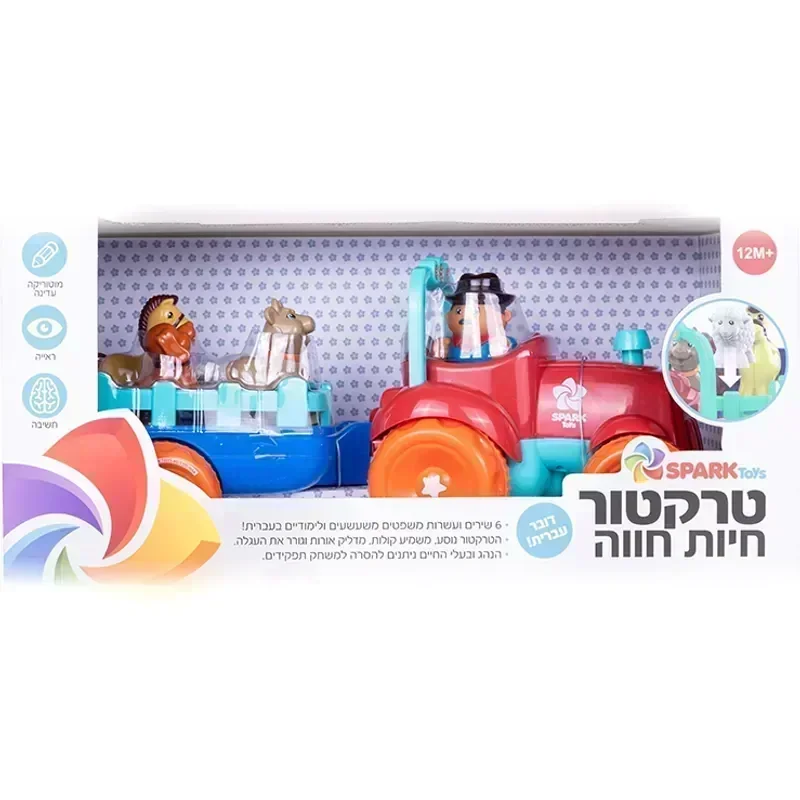 12M+
מוטוריקה
עדינה
ראייה
חשיבה
SPARK
Toys
SPARK Toys
טרקטור
חיות חווה
דובר
עברית!
• 6 שירים ועשרות משפטים משעשעים ולימודיים בעברית!
• הטרקטור נוסע, משמיע קולות, מדליק אורות וגורר את העגלה.
• הנהג ובעלי החיים ניתנים להסרה למשחק תפקידים.